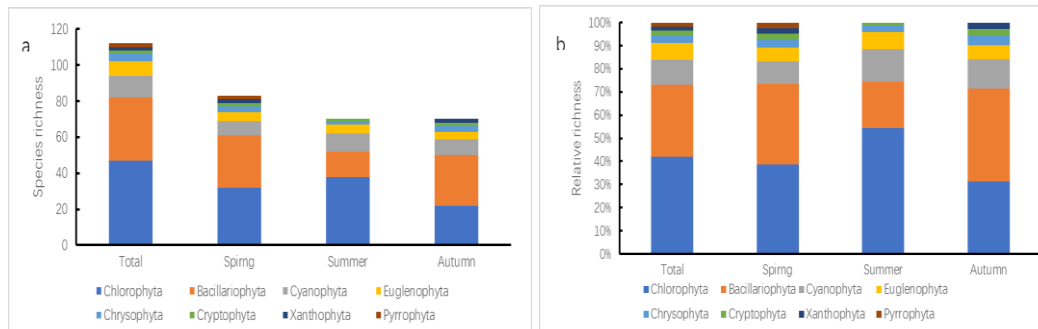 a
Species richness
120
100
80
60
40
20
0
Total Spirng Summer Autumn
Chlorophyta Bacillariophyta Cyanophyta Euglenophyta
Chrysophyta Cryptophyta Xanthophyta Pyrrophyta
b
Relative richness
100%
90%
80%
70%
60%
50%
40%
30%
20%
10%
0%
Total Spirng Summer Autumn
Chlorophyta Bacillariophyta Cyanophyta Euglenophyta
Chrysophyta Cryptophyta Xanthophyta Pyrrophyta